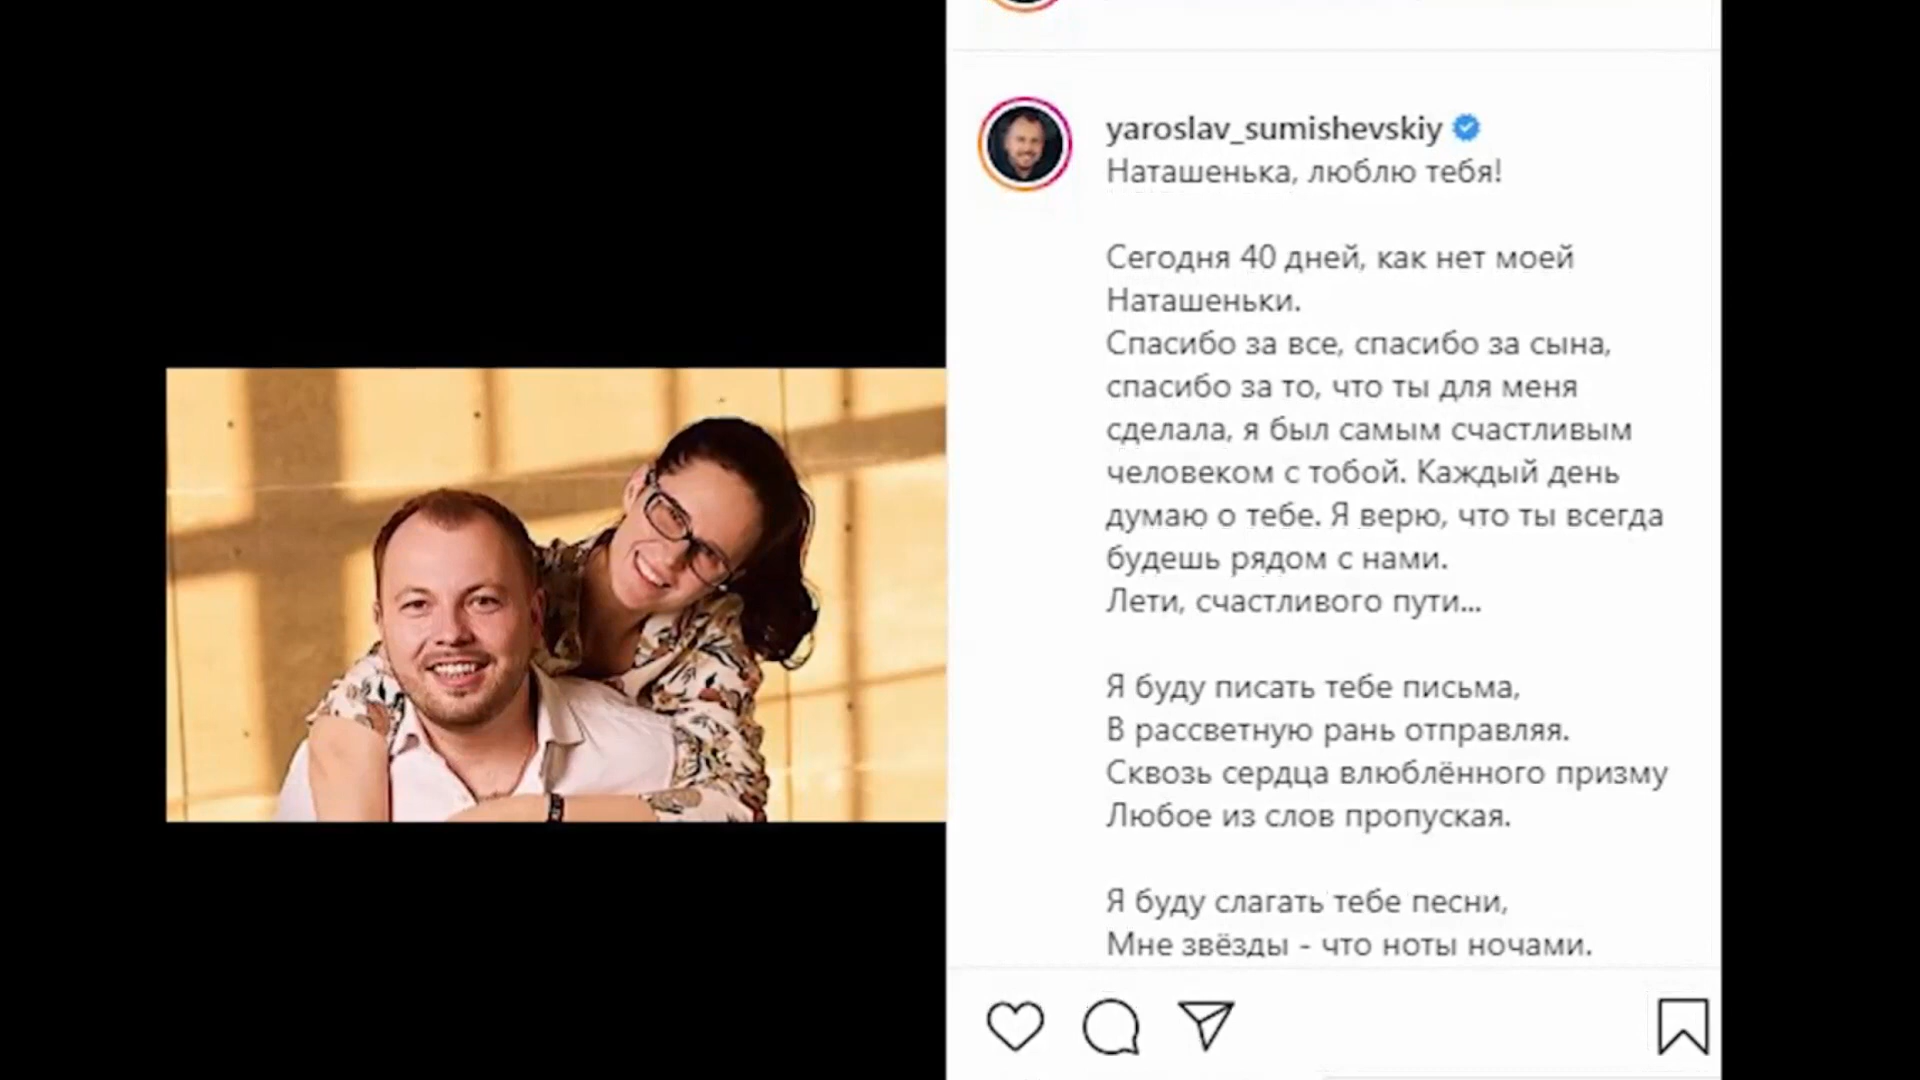 yaroslav_sumishevskiy
Наташенька, люблю тебя!
Сегодня 40 дней, как нет моей
Наташеньки.
Спасибо за все, спасибо за сына,
спасибо за то, что ты для меня
сделала, я был самым счастливым
человеком с тобой. Каждый день
думаю о тебе. Я верю, что ты всегда
будешь рядом с нами.
Лети, счастливого пути...
Я буду писать тебе письма,
В рассветную рань отправляя.
Сквозь сердца влюблённого призму
Любое из слов пропуская.
Я буду слагать тебе песни,
Мне звёзды - что ноты ночами.